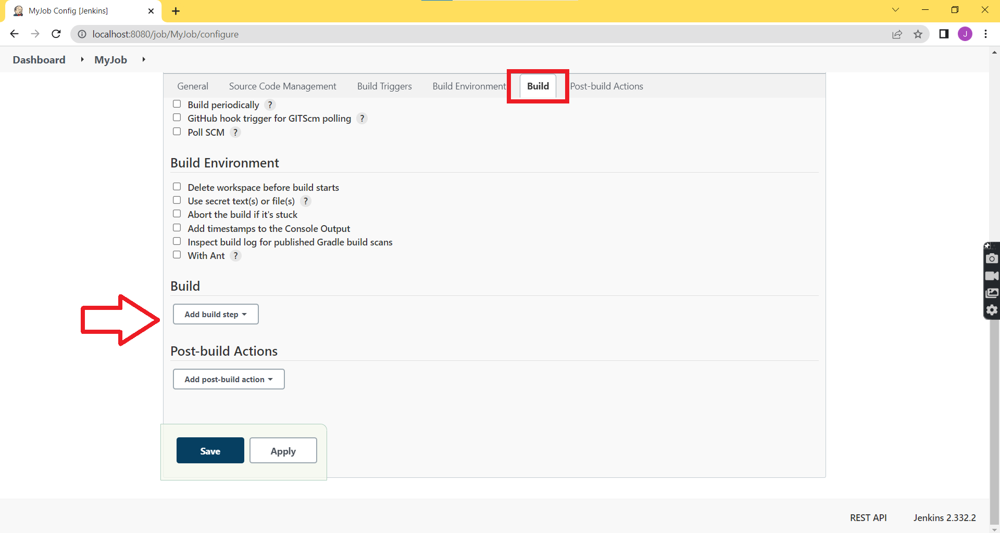 MyJob Config [Jenkins]
localhost:8080/job/MyJob/configure
J
Dashboard MyJob
General Source Code Management Build Triggers Build Environment Build Post-build Actions
Build periodically ?
GitHub hook trigger for GITScm polling ?
Poll SCM ?
Build Environment
Delete workspace before build starts
Use secret text(s) or file(s) ?
Abort the build if it's stuck
Add timestamps to the Console Output
Inspect build log for published Gradle build scans
With Ant ?
Build
Add build step
Post-build Actions
Add post-build action
Save Apply
REST API Jenkins 2.332.2